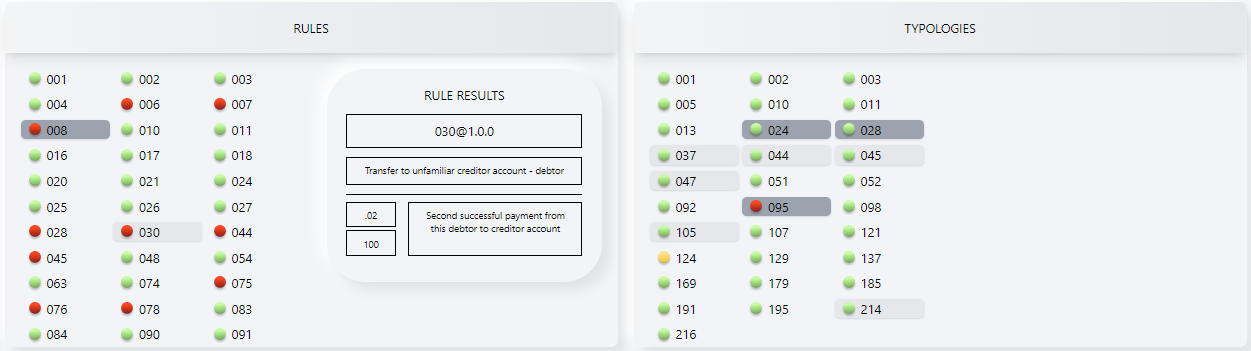 RULES
001 002 003
004 006 007
008 010 011
016 017 018
020 021 024
025 026 027
028 030 044
045 048 054
063 074 075
076 078 083
084 090 091
RULE RESULTS
030@1.0.0
Transfer to unfamiliar creditor account - debtor
.02
100
Second successful payment from
this debtor to creditor account
TYPOLOGIES
001 002 003
005 010 011
013 024 028
037 044 045
047 051 052
092 095 098
105 107 121
124 129 137
169 179 185
191 195 214
216